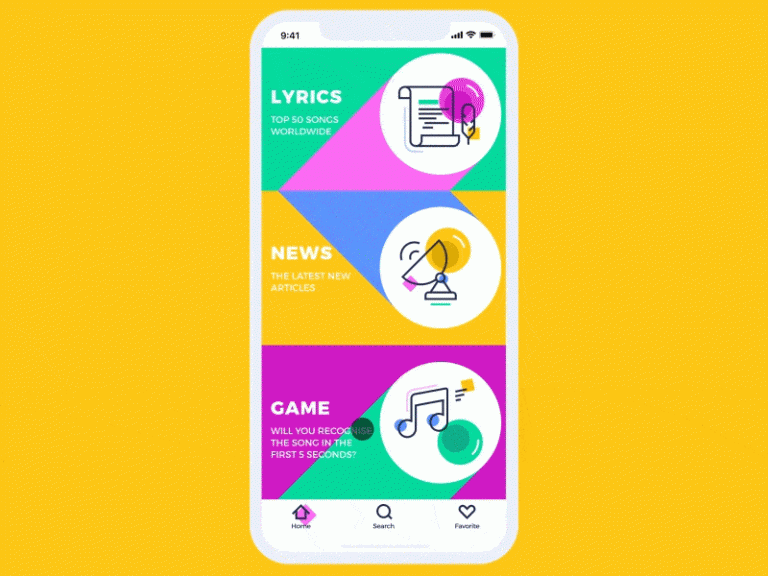 9:41
LYRICS
TOP 50 SONGS
WORLDWIDE
NEWS
THE LATEST NEW
ARTICLES
GAME
WILL YOU RECOGNISE
THE SONG IN THE
FIRST 5 SECONDS?
Home
Search
Favorite